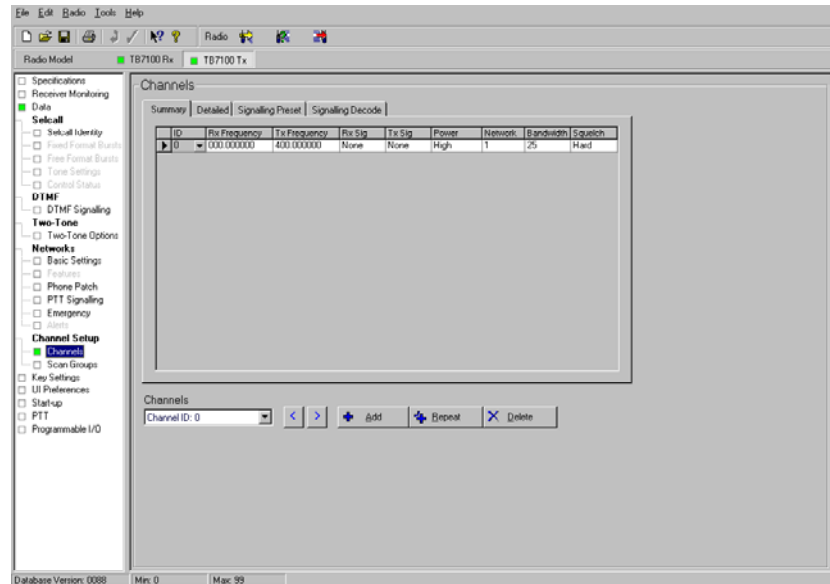 File Edit Radio Tools Help
Radio
Radio Model TB7100 Rx TB7100 Tx
Specifications
Receiver Monitoring
Data
Selcall
Selcall Identity
Fixed Format Bursts
Free Format Bursts
Tone Settings
Control Status
DTMF
DTMF Signalling
Two-Tone
Two-Tone Options
Networks
Basic Settings
Features
Phone Patch
PTT Signaling
Emergency
Alerts
Channel Setup
Channels
Scan Groups
Key Settings
UI Preferences
Start-up
PTT
Programmable I/O
Channels
Summary Detailed Signalling Preset Signalling Decode
ID Rx Frequency Tx Frequency Rx Sig Tx Sig Power Network Bandwidth Squelch
0 000.000000 400.000000 None None High 1 25 Hard
Channels
Channel ID: 0 < > Add Repeat Delete
Database Version: 0088 Min: 0 Max: 99